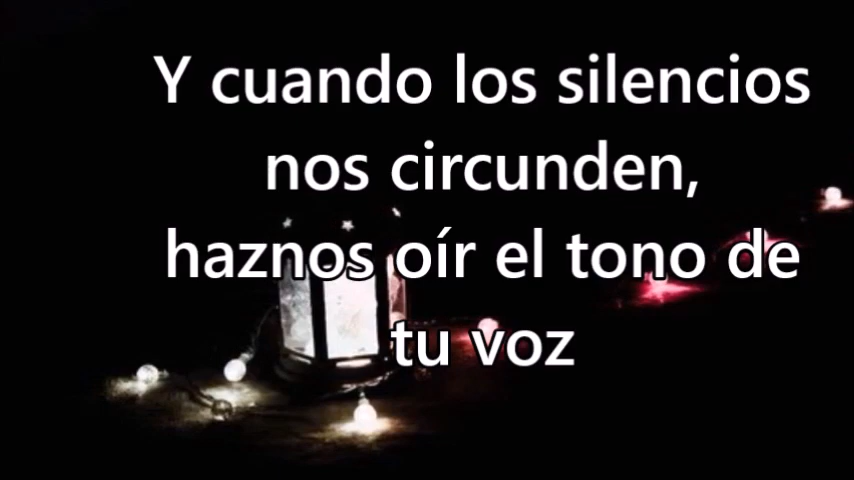 Y cuando los silencios
nos circunden,
haznos oír el tono de
tu voz